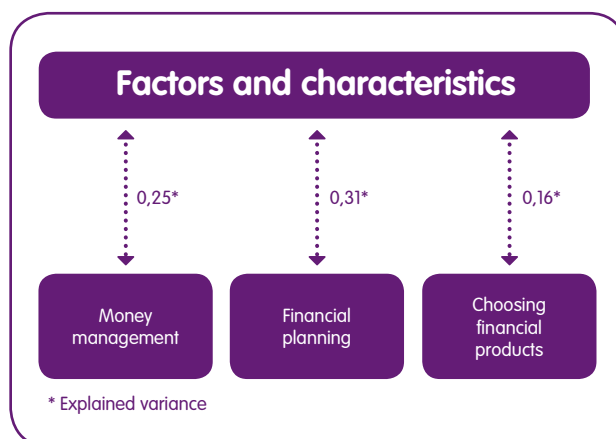 Factors and characteristics
0,25*
0,31*
0,16*
Money
management
Financial
planning
Choosing
financial
products
* Explained variance